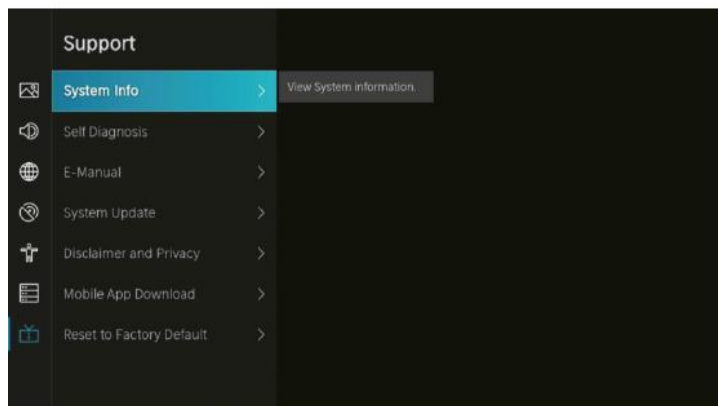 Support
System Info
View System information.
Self Diagnosis
E-Manual
System Update
Disclaimer and Privacy
Mobile App Download
Reset to Factory Default